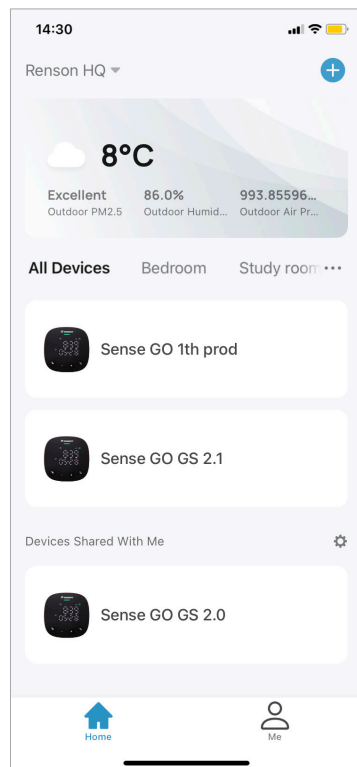 14:30
Renson HQ
8°C
Excellent 86.0% 993.85596...
Outdoor PM2.5 Outdoor Humid... Outdoor Air Pr...
All Devices Bedroom Study room ...
Sense GO 1th prod
Sense GO GS 2.1
Devices Shared With Me
Sense GO GS 2.0
Home Me